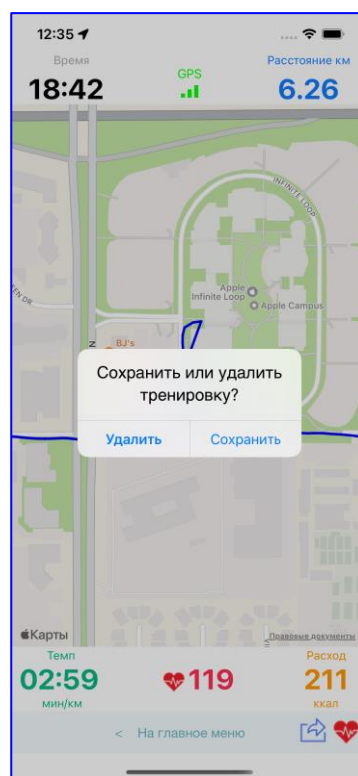 12:35
Время
GPS
Расстояние км
18:42
6.26
INFINITE LOOP
Apple
Infinite Loop
Apple Campus
BJ's
Сохранить или удалить
тренировку?
Удалить
Сохранить
Карты
Правовые документы
Темп
Расход
02:59
119
211
мин/км
ккал
< На главное меню